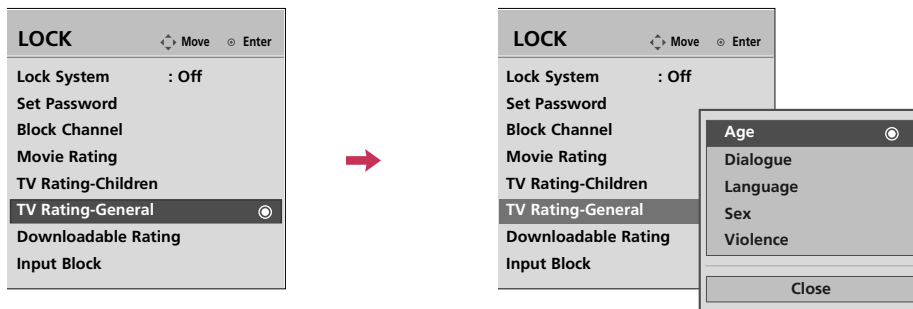 LOCK Move Enter
Lock System : Off
Set Password
Block Channel
Movie Rating
TV Rating-Children
TV Rating-General
Downloadable Rating
Input Block
LOCK Move Enter
Lock System : Off
Set Password
Block Channel
Movie Rating
TV Rating-Children
TV Rating-General
Downloadable Rating
Input Block
Age
Dialogue
Language
Sex
Violence
Close